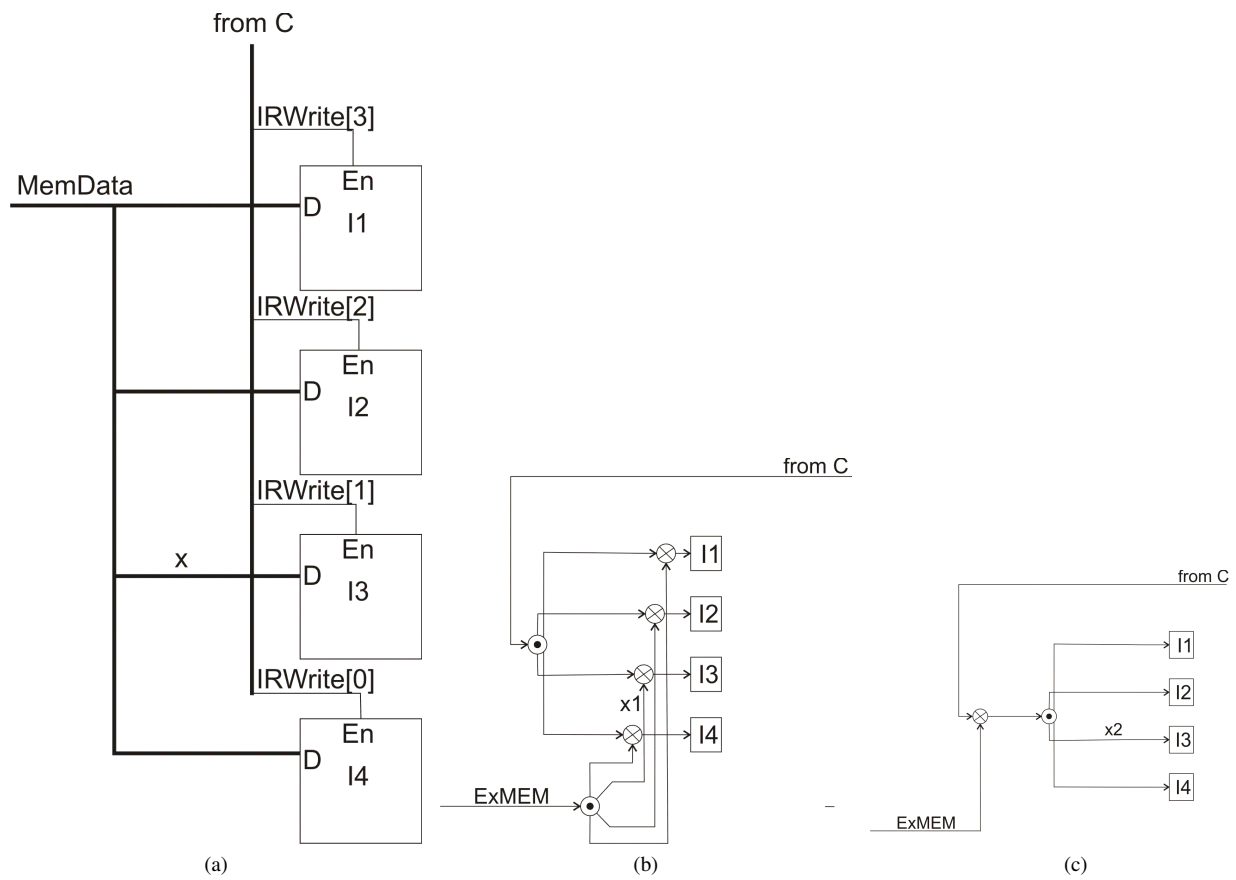 from C
IRWrite[3]
MemData
En
D
I1
IRWrite[2]
En
D
I2
IRWrite[1]
x
En
D
I3
IRWrite[0]
En
D
I4
(a)
from C
I1
I2
I3
x1
I4
ExMEM
(b)
from C
I1
I2
x2
I3
I4
ExMEM
(c)